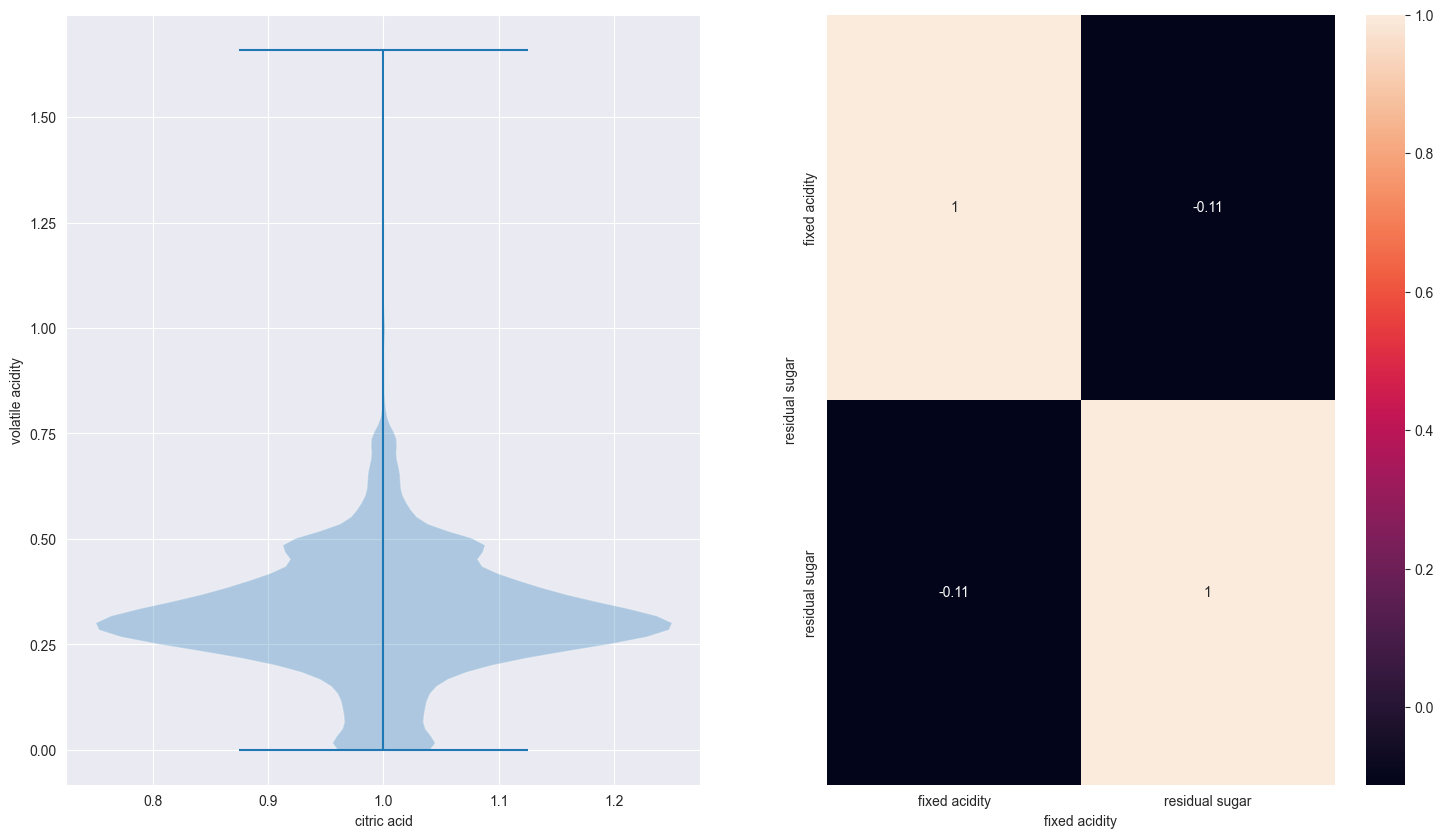 1.50
1.25
1.00
0.75
0.50
0.25
0.00
volatile acidity
0.8 0.9 1.0 1.1 1.2
citric acid
fixed acidity
residual sugar
residual sugar
1 -0.11
-0.11 1
fixed acidity residual sugar
fixed acidity
1.0
0.8
0.6
0.4
0.2
0.0